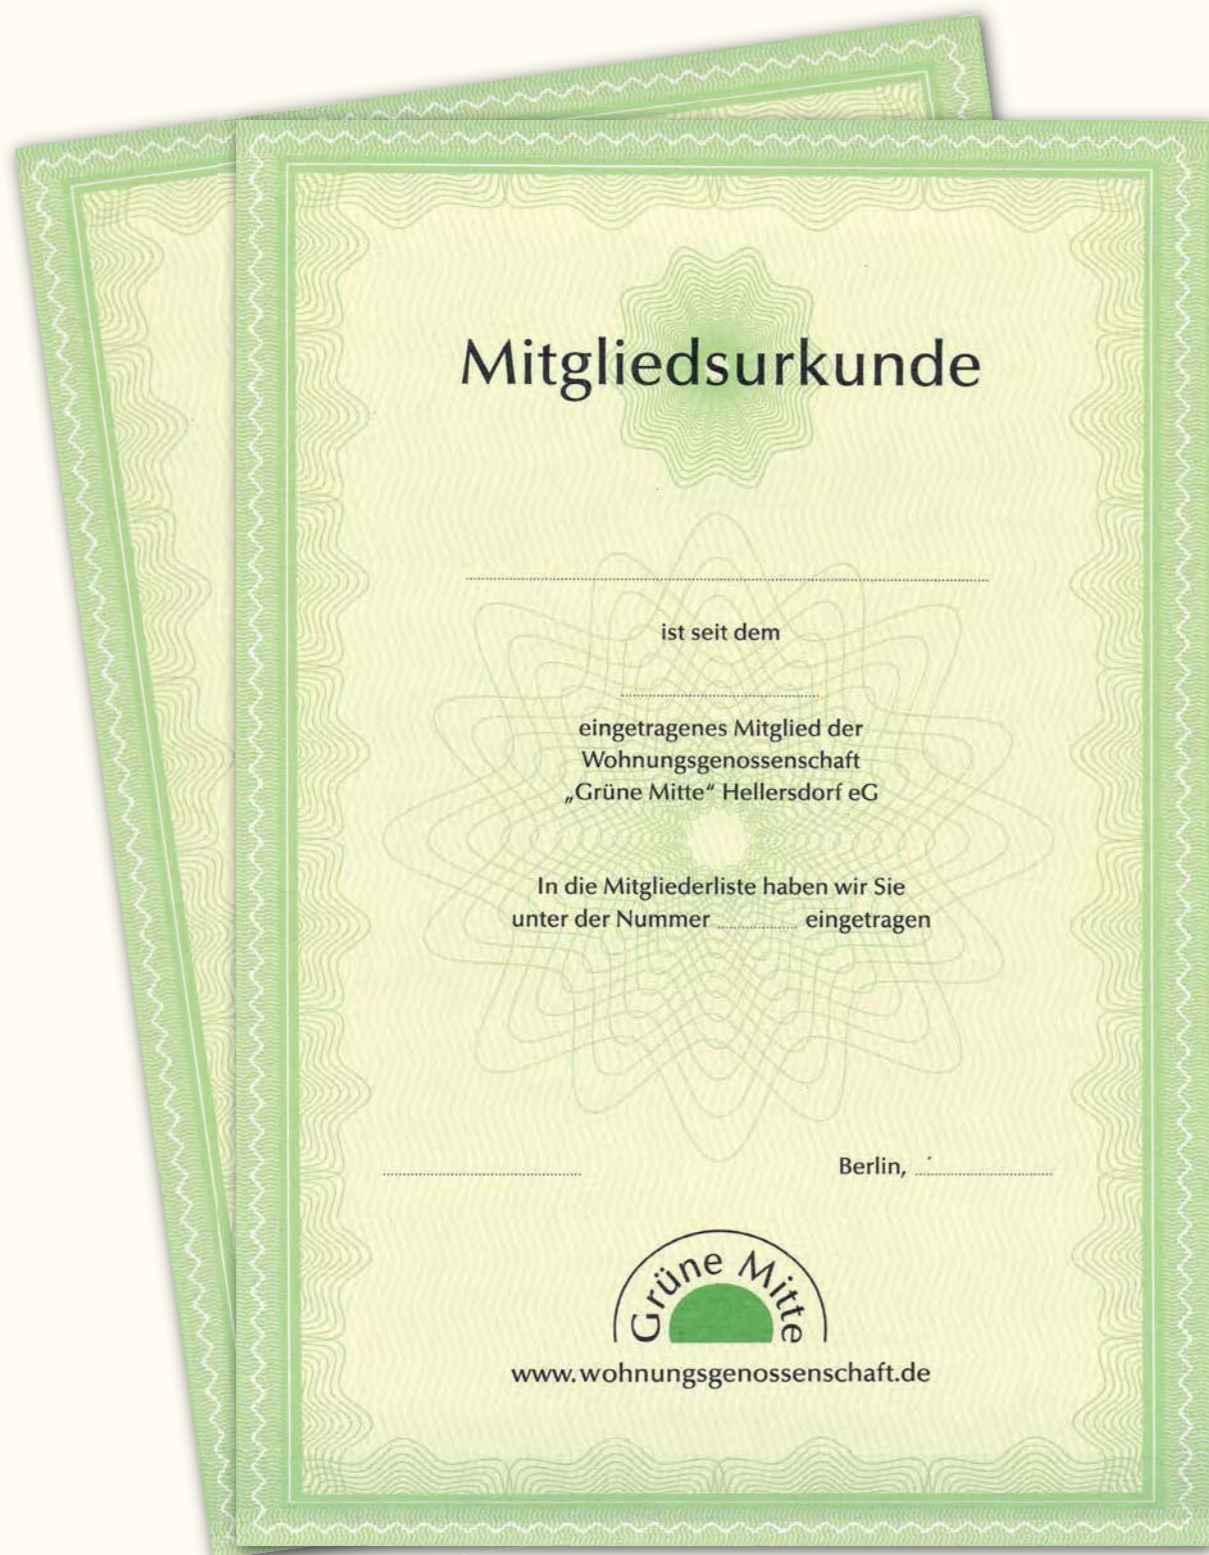 Mitgliedsurkunde
ist seit dem
eingetragenes Mitglied der
Wohnungsgenossenschaft
„Grüne Mitte“ Hellersdorf eG
In die Mitgliederliste haben wir Sie
unter der Nummer ............ eingetragen
Berlin, ............
Grüne Mitte
www.wohnungsgenossenschaft.de